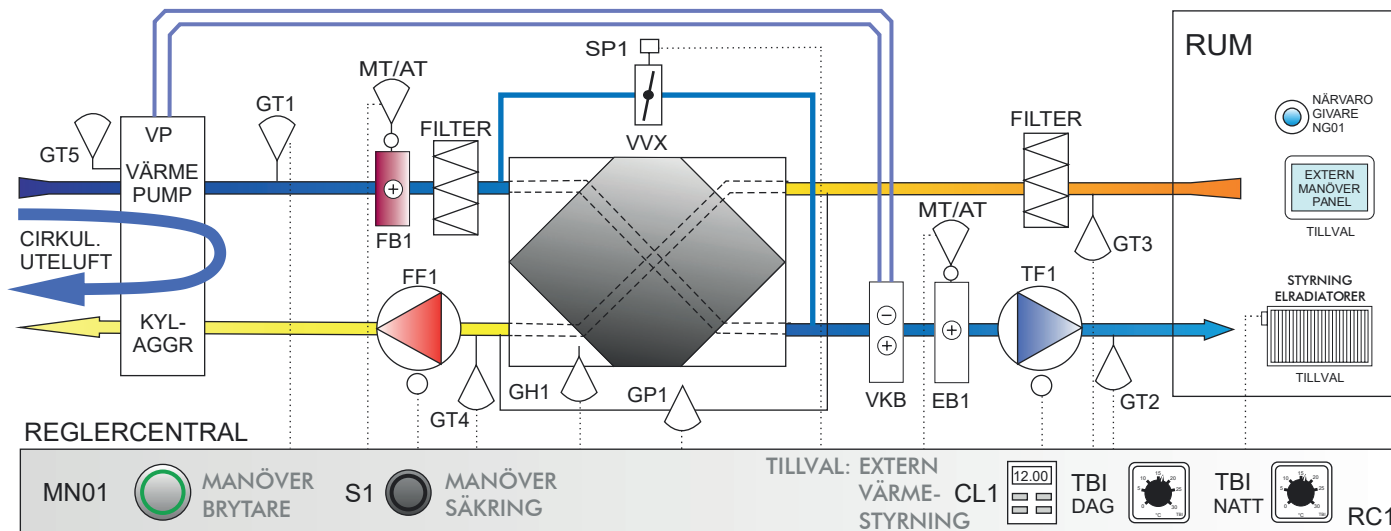 SP1
RUM
MT/AT
GT1
FILTER
VP
VÄRME
PUMP
GT5
VVX
FILTER
NÄRVARO
GIVARE
NG01
EXTERN
MANÖVER
PANEL
TILLVAL
FB1
MT/AT
GT3
CIRKUL.
UTELUFT
FF1
TF1
STYRNING
ELRADIATORER
KYL-
AGGR
TILLVAL
GT4
GH1
GP1
VKB
EB1
GT2
REGLERCENTRAL
MN01
MANÖVER
BRYTARE
S1
MANÖVER
SÄKRING
TILLVAL: EXTERN
VÄRME-
STYRNING
CL1
12.00
TBI
DAG
TBI
NATT
RC1